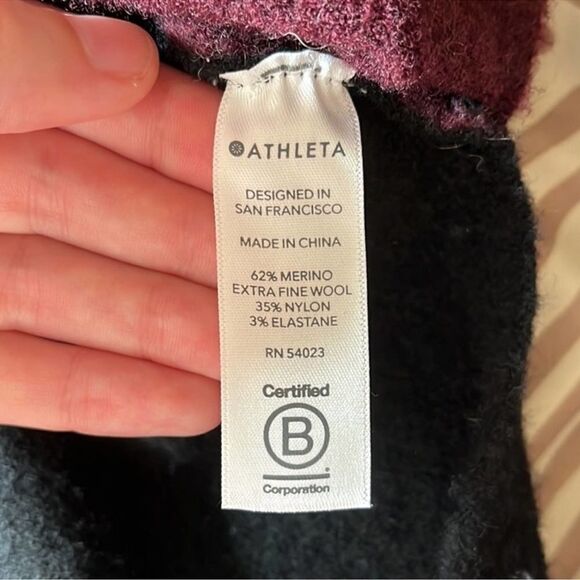 ATHLETA
DESIGNED IN
SAN FRANCISCO
MADE IN CHINA
62% MERINO
EXTRA FINE WOOL
35% NYLON
3% ELASTANE
RN 54023
Certified
B
Corporation